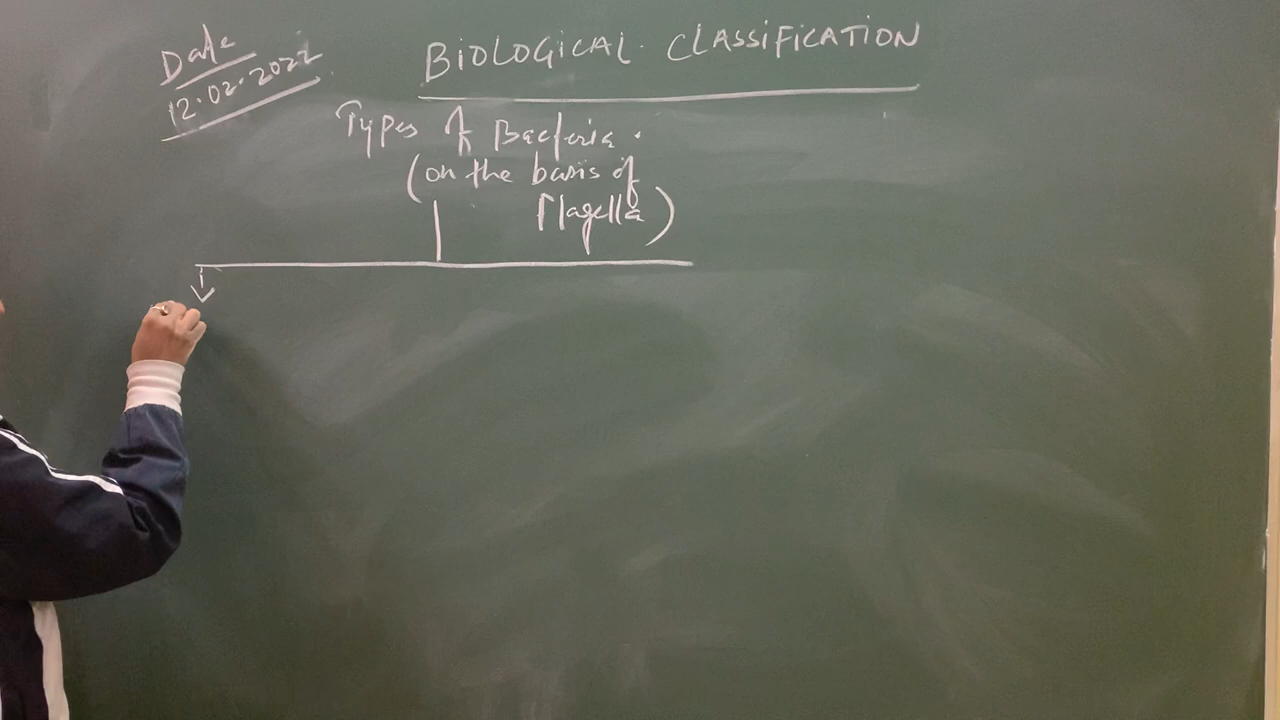 Date
12.02.2022
BIOLOGICAL CLASSIFICATION
Types of Bacteria.
(on the basis of
Flagella)